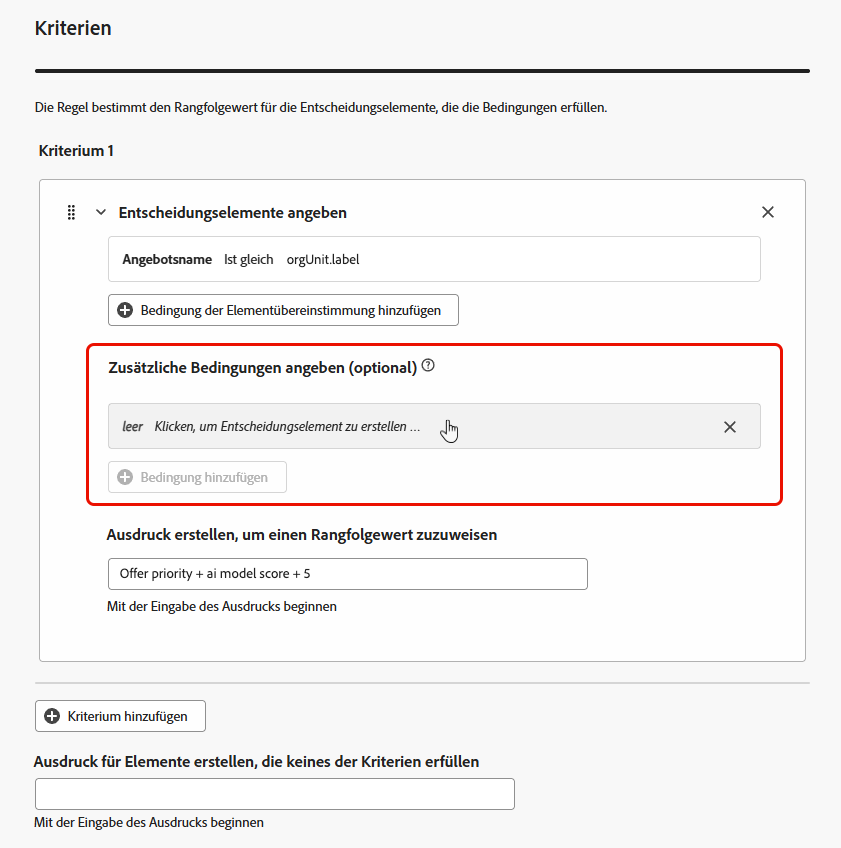 Kriterien
Die Regel bestimmt den Rangfolgewert für die Entscheidungselemente, die die Bedingungen erfüllen.
Kriterium 1
Entscheidungselemente angeben
Angebotsname Ist gleich orgUnit.label
Bedingung der Elementübereinstimmung hinzufügen
Zusätzliche Bedingungen angeben (optional) ?
leer Klicken, um Entscheidungselement zu erstellen ...
Bedingung hinzufügen
Ausdruck erstellen, um einen Rangfolgewert zuzuweisen
Offer priority + ai model score + 5
Mit der Eingabe des Ausdrucks beginnen
Kriterium hinzufügen
Ausdruck für Elemente erstellen, die keines der Kriterien erfüllen
Mit der Eingabe des Ausdrucks beginnen